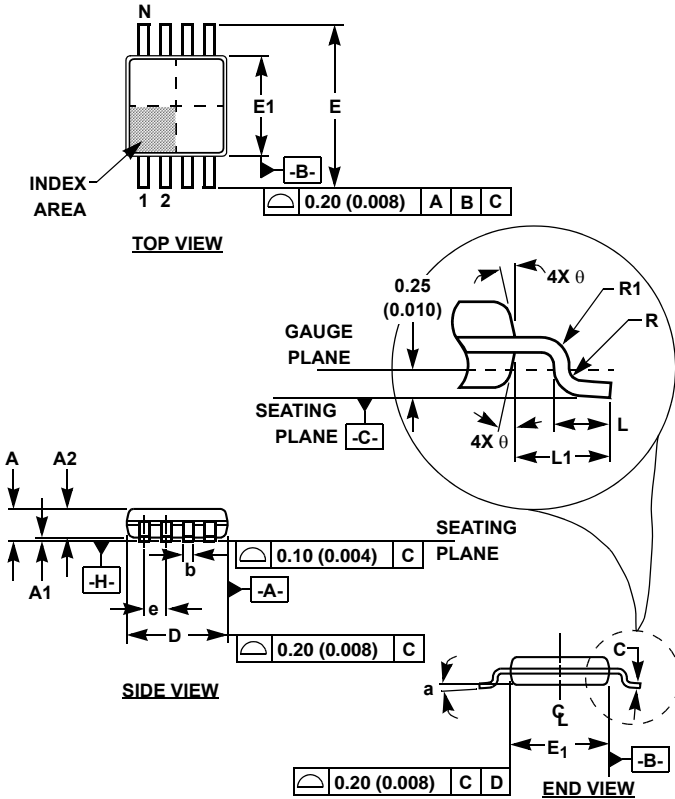 N
E1
E
-B-
INDEX
AREA
1 2
0.20 (0.008) A B C
TOP VIEW
0.25
(0.010)
4X θ
R1
R
GAUGE
PLANE
SEATING
PLANE -C-
4X θ
L
L1
A A2
SEATING
PLANE
A1
-H-
b
0.10 (0.004) C
e
-A-
D
0.20 (0.008) C
SIDE VIEW
C
a
CL
E1
-B-
0.20 (0.008) C D
END VIEW